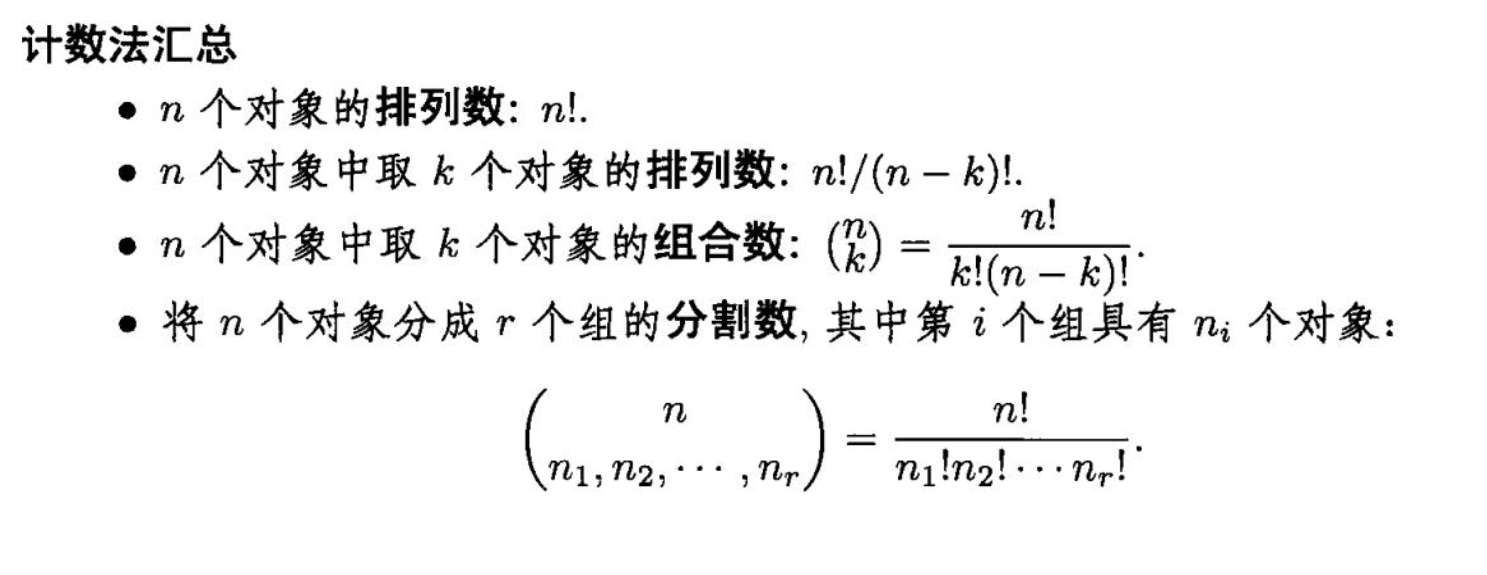 计数法汇总
• n 个对象的排列数: n!.
• n 个对象中取 k 个对象的排列数: n!/(n − k)!.
• n 个对象中取 k 个对象的组合数: \binom{n}{k} = \frac{n!}{k!(n-k)!}.
• 将 n 个对象分成 r 个组的分割数, 其中第 i 个组具有 n_i 个对象:
\binom{n}{n_1, n_2, \cdots, n_r} = \frac{n!}{n_1!n_2!\cdots n_r!}.